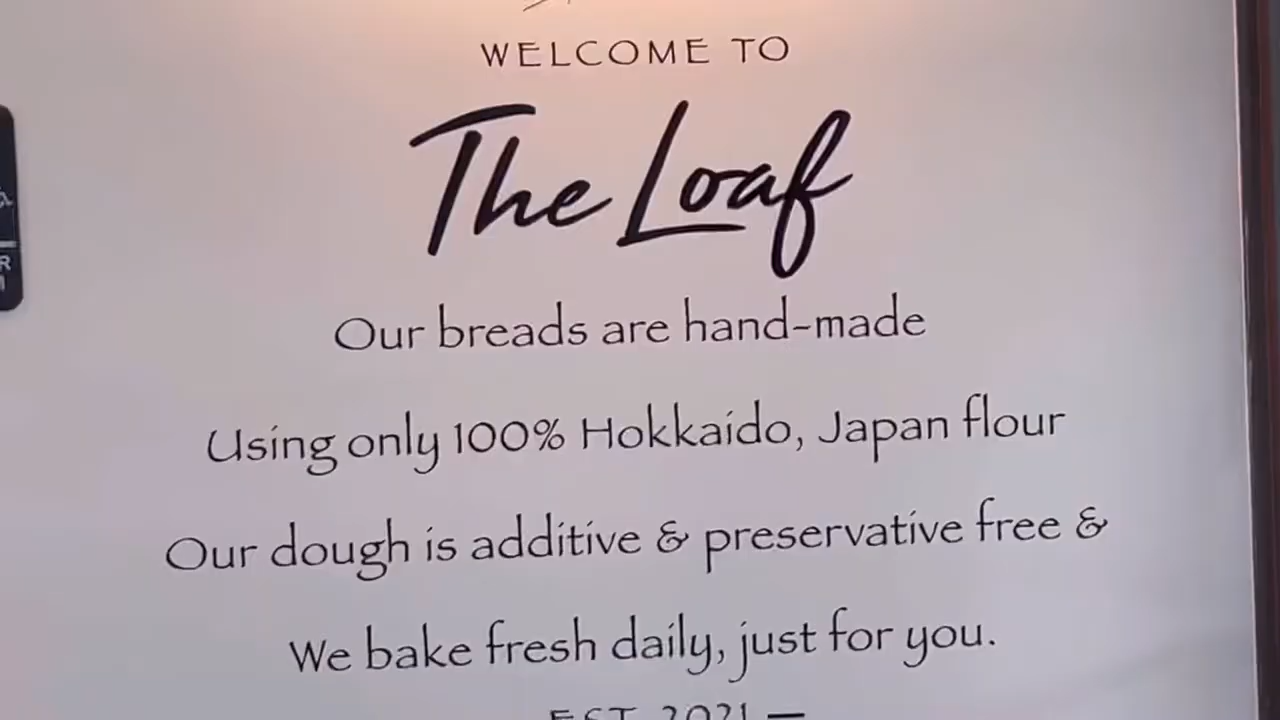 WELCOME TO
The Loaf
Our breads are hand-made
Using only 100% Hokkaido, Japan flour
Our dough is additive & preservative free &
We bake fresh daily, just for you.
EST 2021 —